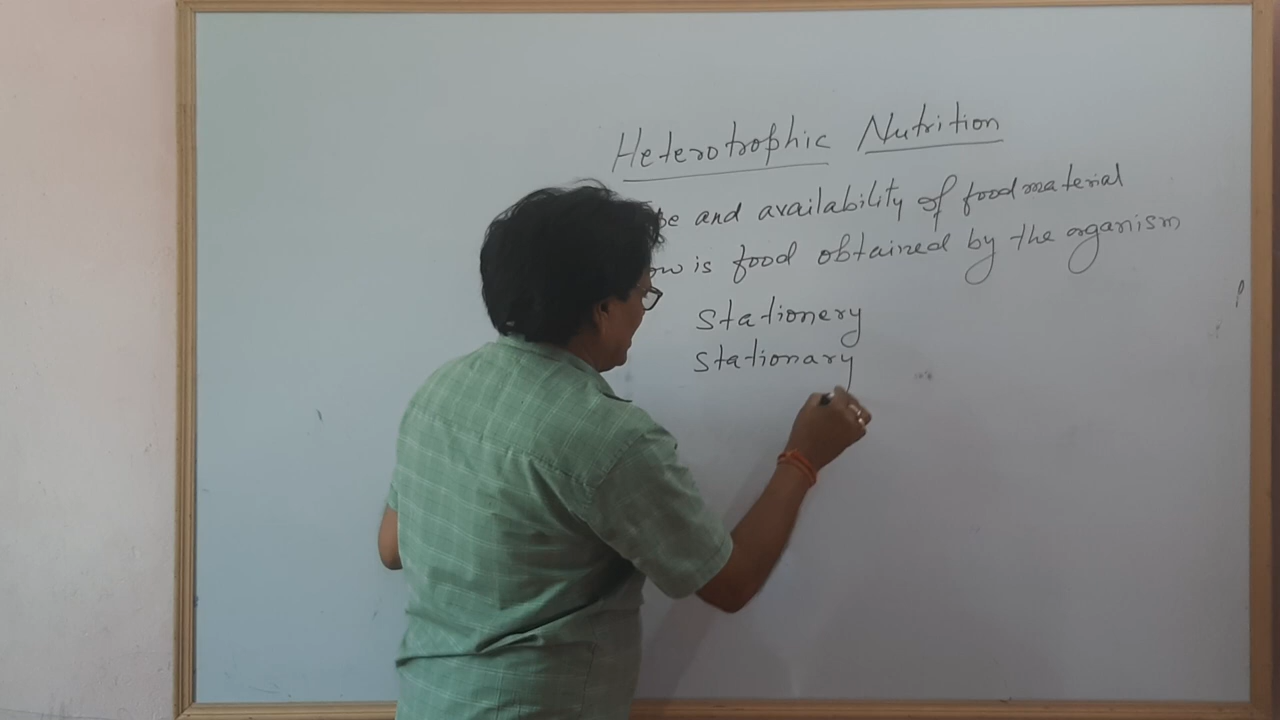 Heterotrophic Nutrition
and availability of food material
is food obtained by the organism
Stationery
Stationary